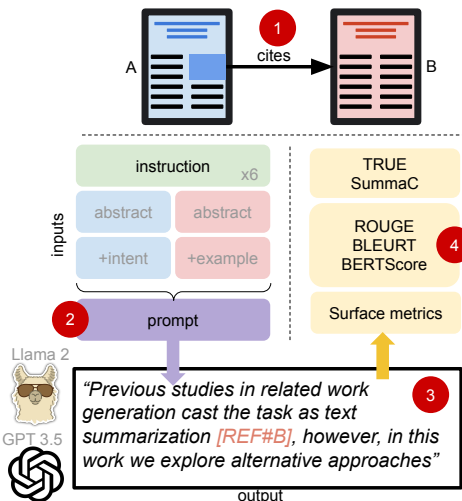 1
A
cites
B
instruction
x6
inputs
abstract
abstract
+intent
+example
2
prompt
TRUE
SummaC
ROUGE
BLEURT
BERTScore
4
Surface metrics
Llama 2
GPT 3.5
3
“Previous studies in related work
generation cast the task as text
summarization [REF#B], however, in this
work we explore alternative approaches”
output